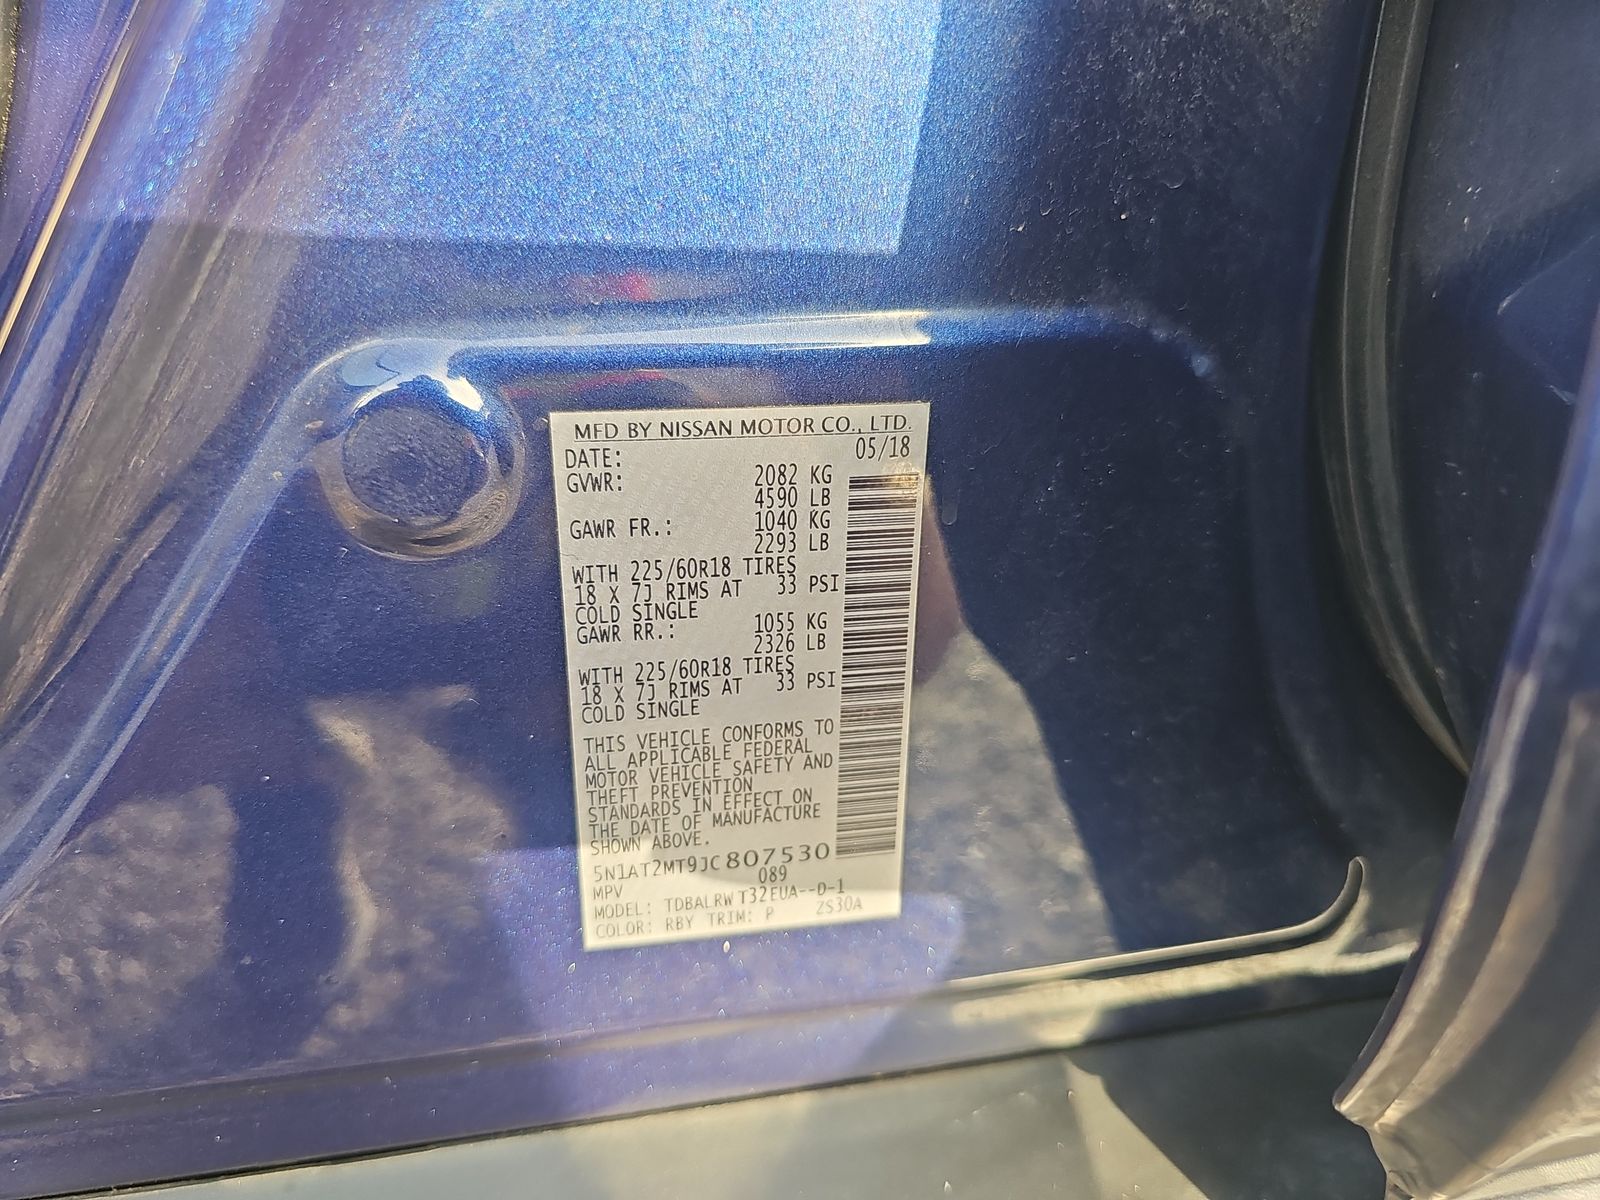 MFD BY NISSAN MOTOR CO., LTD.
DATE: 05/18
GVWR: 2082 KG
4590 LB
GAWR FR.: 1040 KG
2293 LB
WITH 225/60R18 TIRES
18 X 7J RIMS AT 33 PSI
COLD SINGLE
GAWR RR.: 1055 KG
2326 LB
WITH 225/60R18 TIRES
18 X 7J RIMS AT 33 PSI
COLD SINGLE
THIS VEHICLE CONFORMS TO
ALL APPLICABLE FEDERAL
MOTOR VEHICLE SAFETY AND
THEFT PREVENTION
STANDARDS IN EFFECT ON
THE DATE OF MANUFACTURE
SHOWN ABOVE.
5N1AT2MT9JC807530
MPV 089
MODEL: TDBALRW T32EUA--D-1
COLOR: RBY TRIM: P 2S30A